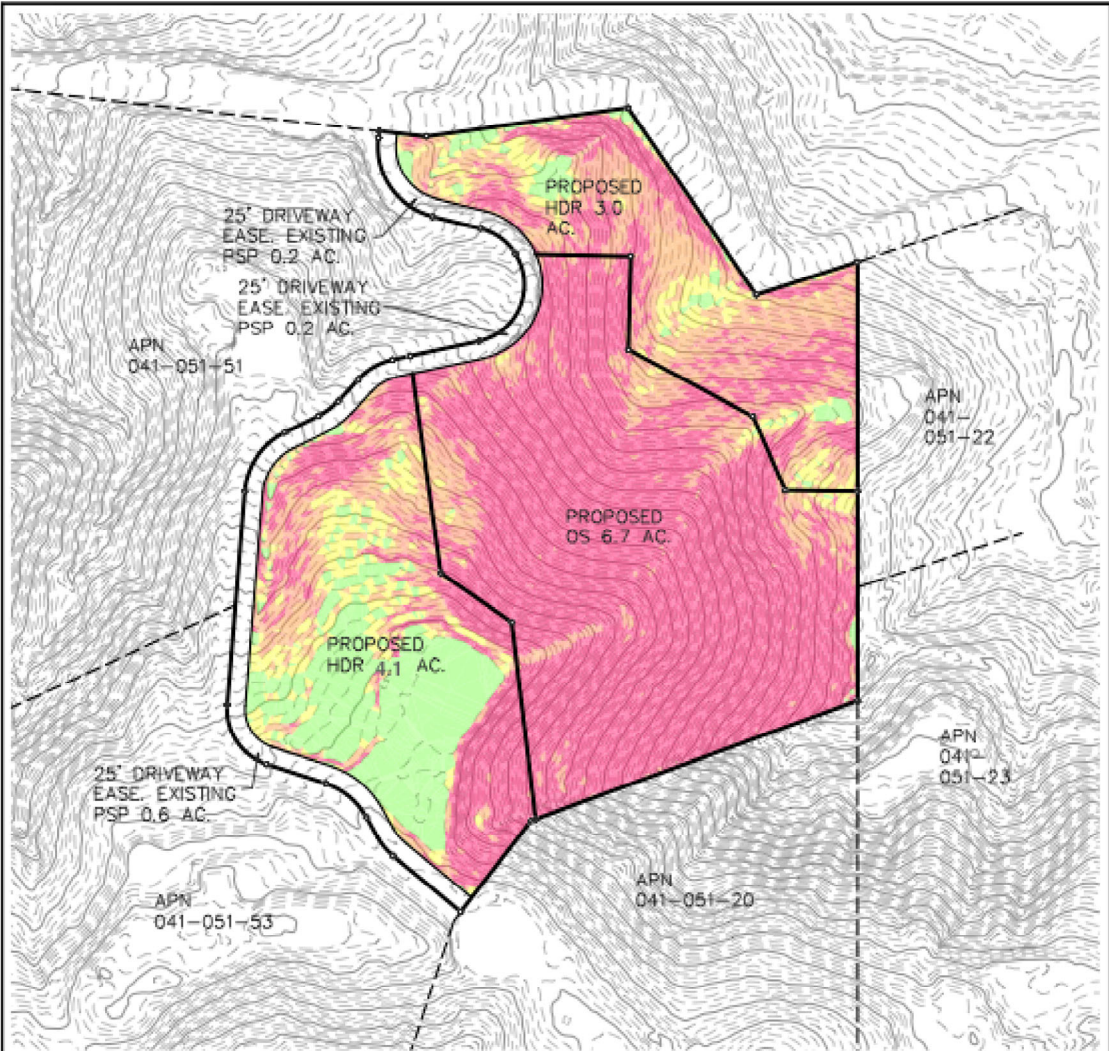 PROPOSED
HDR 3.0
AC.
25' DRIVEWAY
EASE. EXISTING
PSP 0.2 AC.
25' DRIVEWAY
EASE. EXISTING
PSP 0.2 AC.
APN
041-051-51
APN
041-
051-22
PROPOSED
OS 6.7 AC.
PROPOSED
HDR 4.1 AC.
APN
041-
051-23
25' DRIVEWAY
EASE. EXISTING
PSP 0.6 AC.
APN
041-051-20
APN
041-051-53